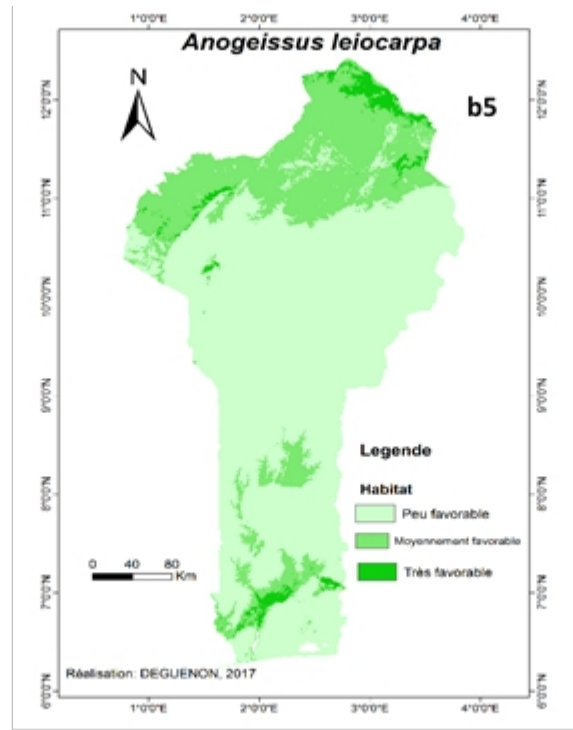 1°0'0"E 2°0'0"E 3°0'0"E 4°0'0"E
Anogeissus leiocarpa
N
b5
12°0'0"N 12°0'0"N
11°0'0"N 11°0'0"N
10°0'0"N 10°0'0"N
9°0'0"N 9°0'0"N
8°0'0"N 8°0'0"N
7°0'0"N 7°0'0"N
6°0'0"N 6°0'0"N
Legende
Habitat
Peu favorable
Moyennement favorable
Très favorable
0 40 80
Km
Réalisation: DEGUENON, 2017
1°0'0"E 2°0'0"E 3°0'0"E 4°0'0"E